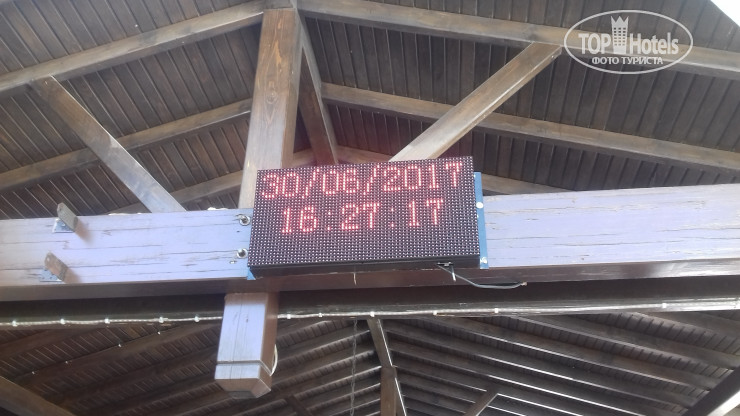 TOP Hotels
ФОТО ТУРИСТА
30/06/2017
16:27:17